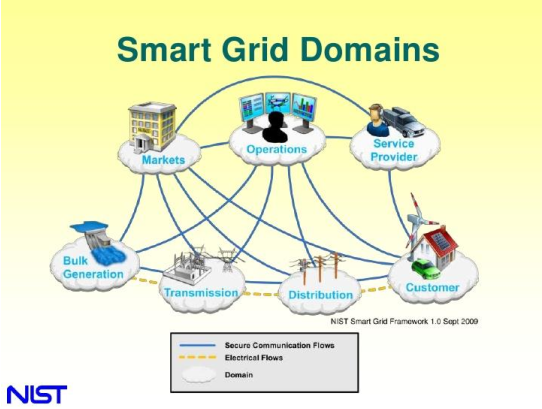 Smart Grid Domains
Markets
Operations
Service
Provider
Bulk
Generation
Transmission
Distribution
Customer
NIST Smart Grid Framework 1.0 Sept 2009
Secure Communication Flows
Electrical Flows
Domain
NIST